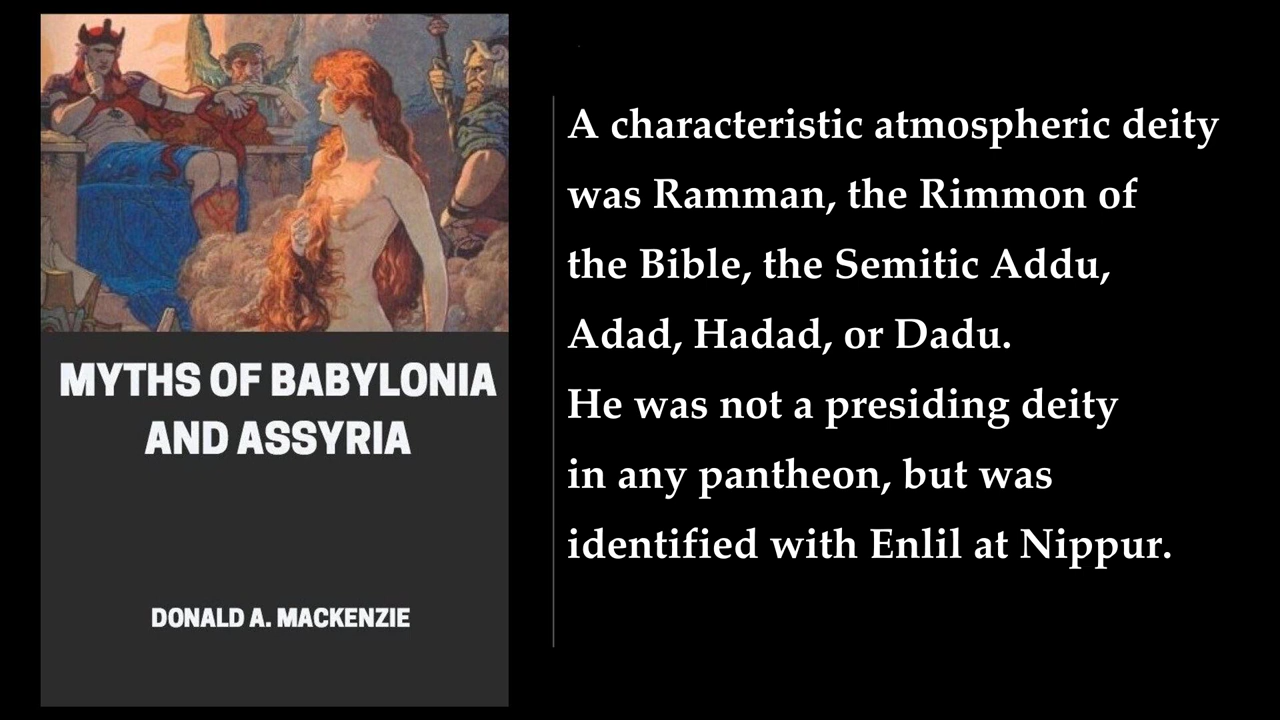 MYTHS OF BABYLONIA
AND ASSYRIA
DONALD A. MACKENZIE
A characteristic atmospheric deity
was Ramman, the Rimmon of
the Bible, the Semitic Addu,
Adad, Hadad, or Dadu.
He was not a presiding deity
in any pantheon, but was
identified with Enlil at Nippur.